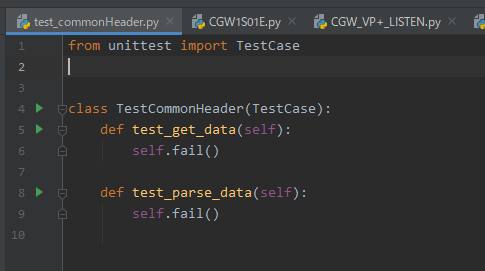 test_commonHeader.py × CGW1S01E.py × CGW_VP+_LISTEN.py ×
1 from unittest import TestCase
2
3
4 class TestCommonHeader(TestCase):
5 def test_get_data(self):
6 self.fail()
7
8 def test_parse_data(self):
9 self.fail()
10